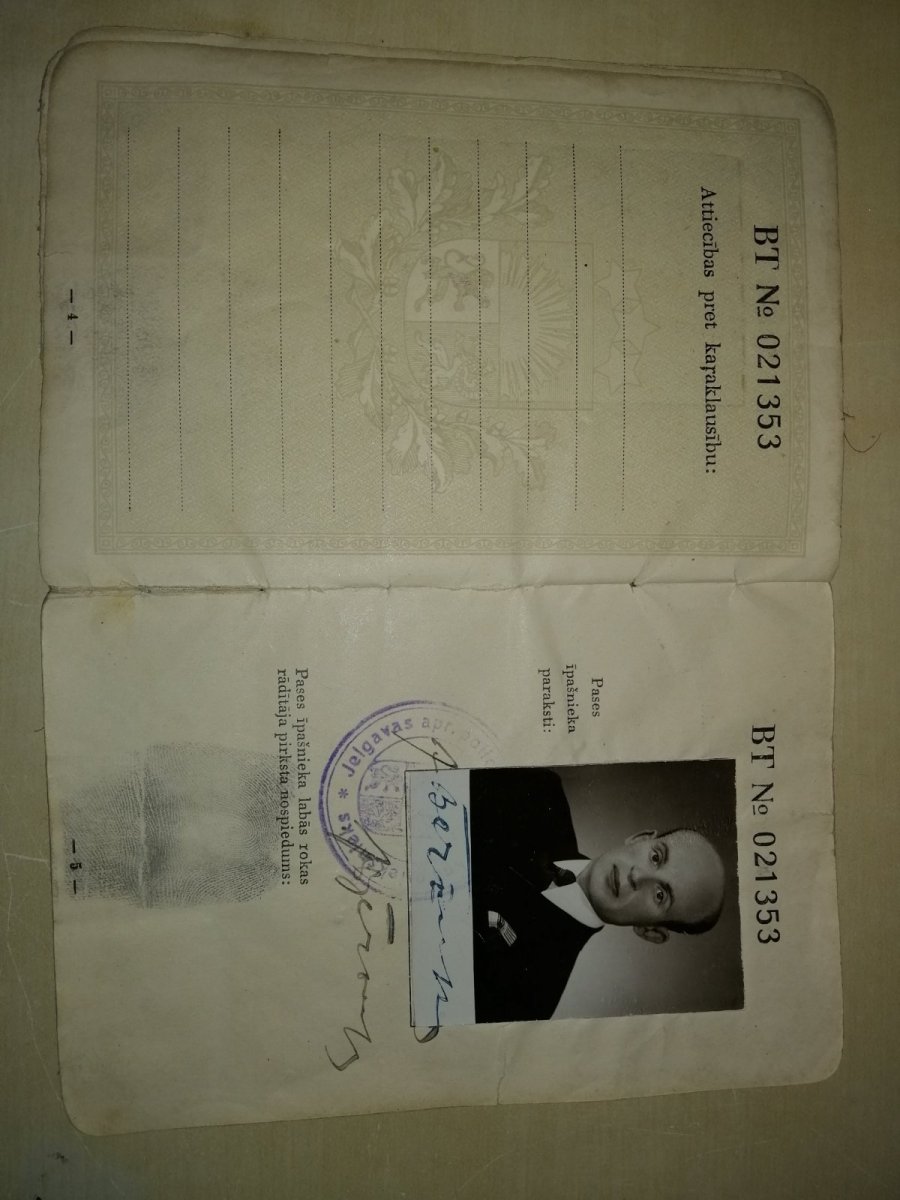 BT № 021353
Attiecības pret kaŗaklausību:
— 4 —
BT № 021353
Pases
īpašnieka
paraksti:
Jelgavas apr.
Pases īpašnieka labās rokas
rādītāja pirksta nospiedums:
— 5 —